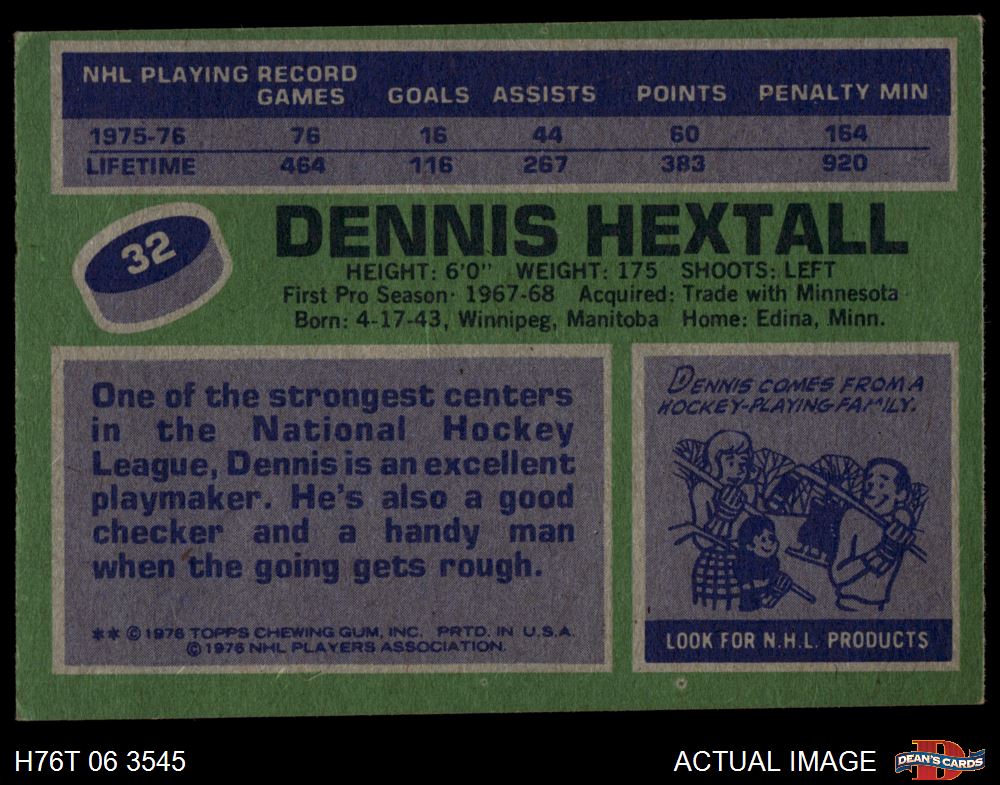 NHL PLAYING RECORD
GAMES GOALS ASSISTS POINTS PENALTY MIN
1975-76 76 16 44 60 164
LIFETIME 464 116 267 383 920
32
DENNIS HEXTALL
HEIGHT: 6'0" WEIGHT: 175 SHOOTS: LEFT
First Pro Season· 1967-68 Acquired: Trade with Minnesota
Born: 4-17-43, Winnipeg, Manitoba Home: Edina, Minn.
One of the strongest centers
in the National Hockey
League, Dennis is an excellent
playmaker. He's also a good
checker and a handy man
when the going gets rough.
** © 1976 TOPPS CHEWING GUM, INC. PRTD. IN U.S.A.
© 1976 NHL PLAYERS ASSOCIATION.
DENNIS COMES FROM A
HOCKEY-PLAYING FAMILY.
LOOK FOR N.H.L. PRODUCTS
H76T 06 3545
ACTUAL IMAGE
D
DEAN'S CARDS